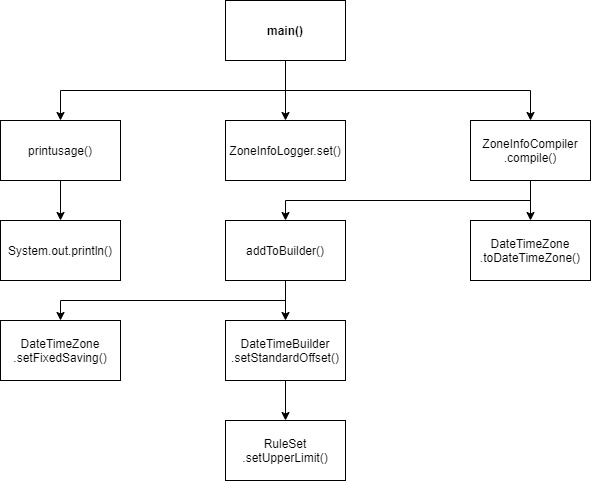 main()
printusage()
ZoneInfoLogger.set()
ZoneInfoCompiler
.compile()
System.out.println()
addToBuilder()
DateTimeZone
.toDateTimeZone()
DateTimeZone
.setFixedSaving()
DateTimeBuilder
.setStandardOffset()
RuleSet
.setUpperLimit()